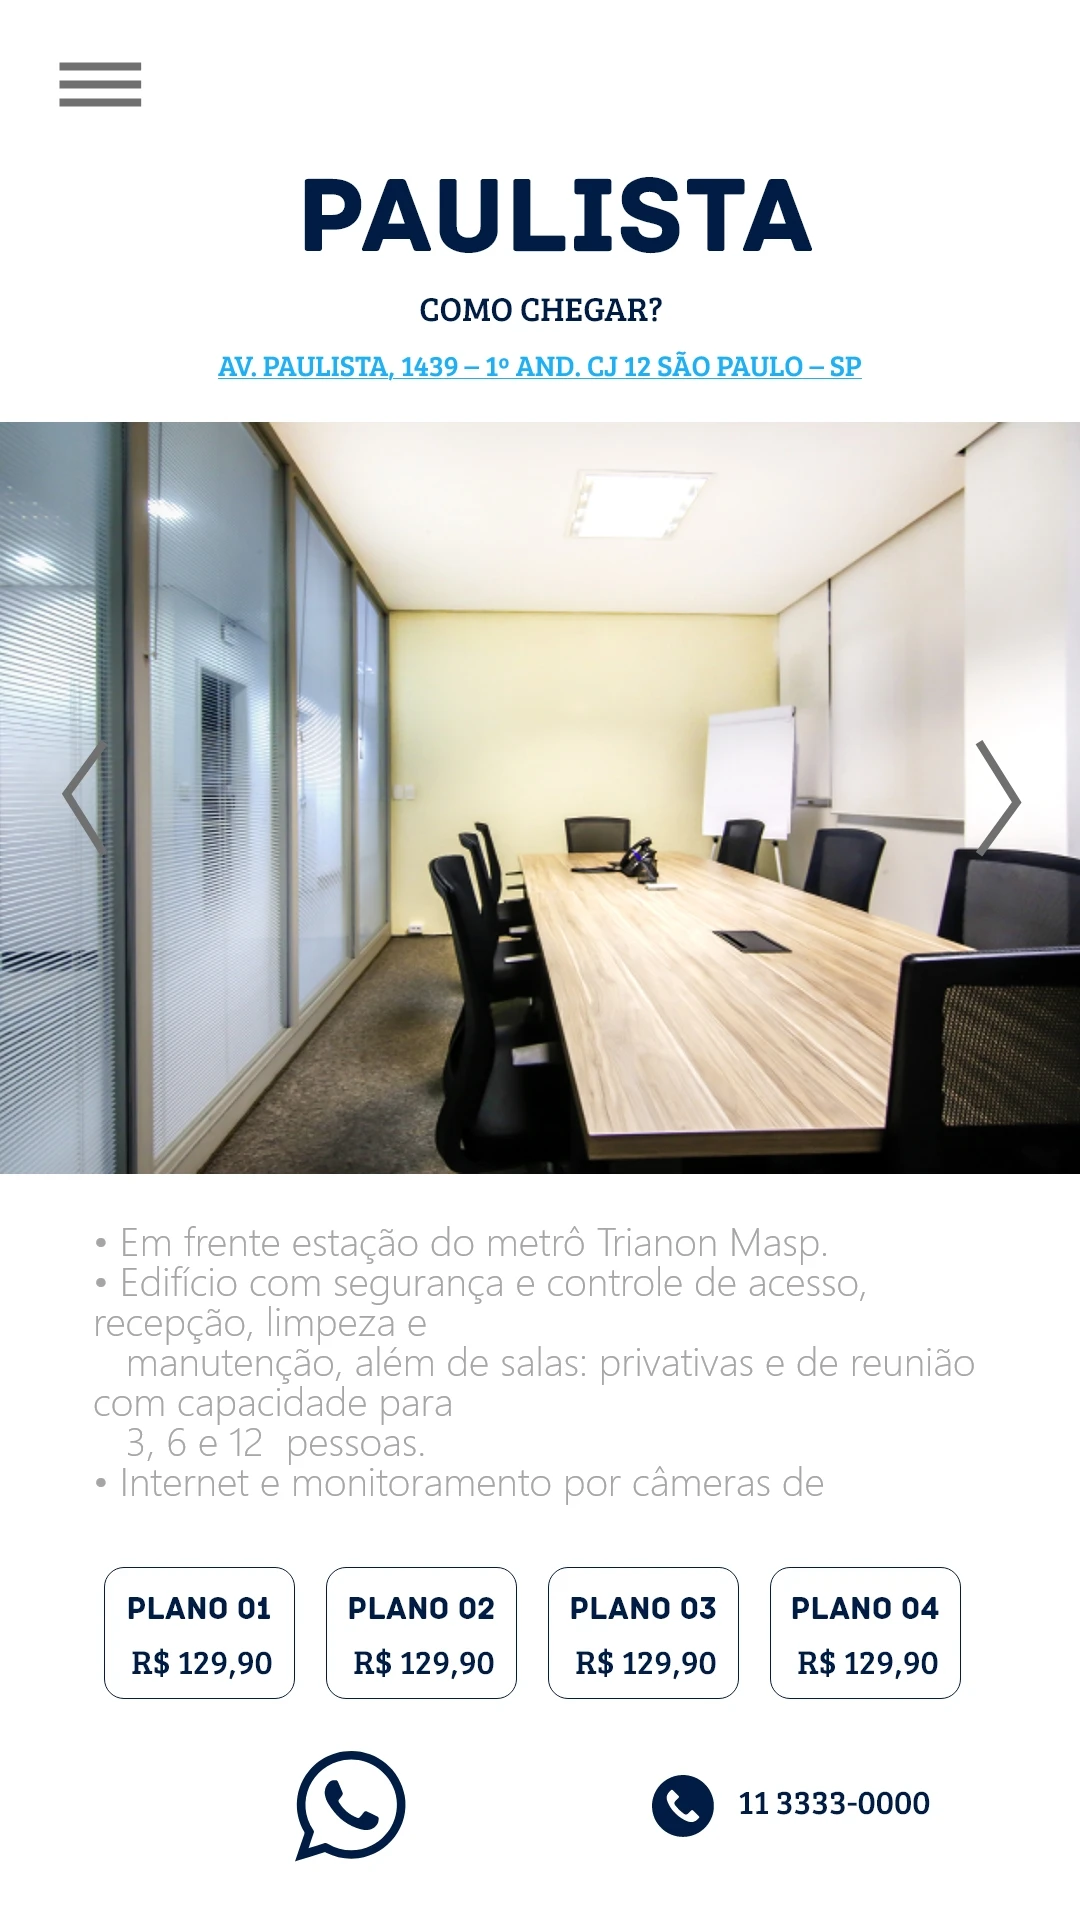 PAULISTA
COMO CHEGAR?
AV. PAULISTA, 1439 – 1º AND. CJ 12 SÃO PAULO – SP
• Em frente estação do metrô Trianon Masp.
• Edifício com segurança e controle de acesso,
recepção, limpeza e
manutenção, além de salas: privativas e de reunião
com capacidade para
3, 6 e 12  pessoas.
• Internet e monitoramento por câmeras de
PLANO 01 PLANO 02 PLANO 03 PLANO 04
R$ 129,90 R$ 129,90 R$ 129,90 R$ 129,90
11 3333-0000